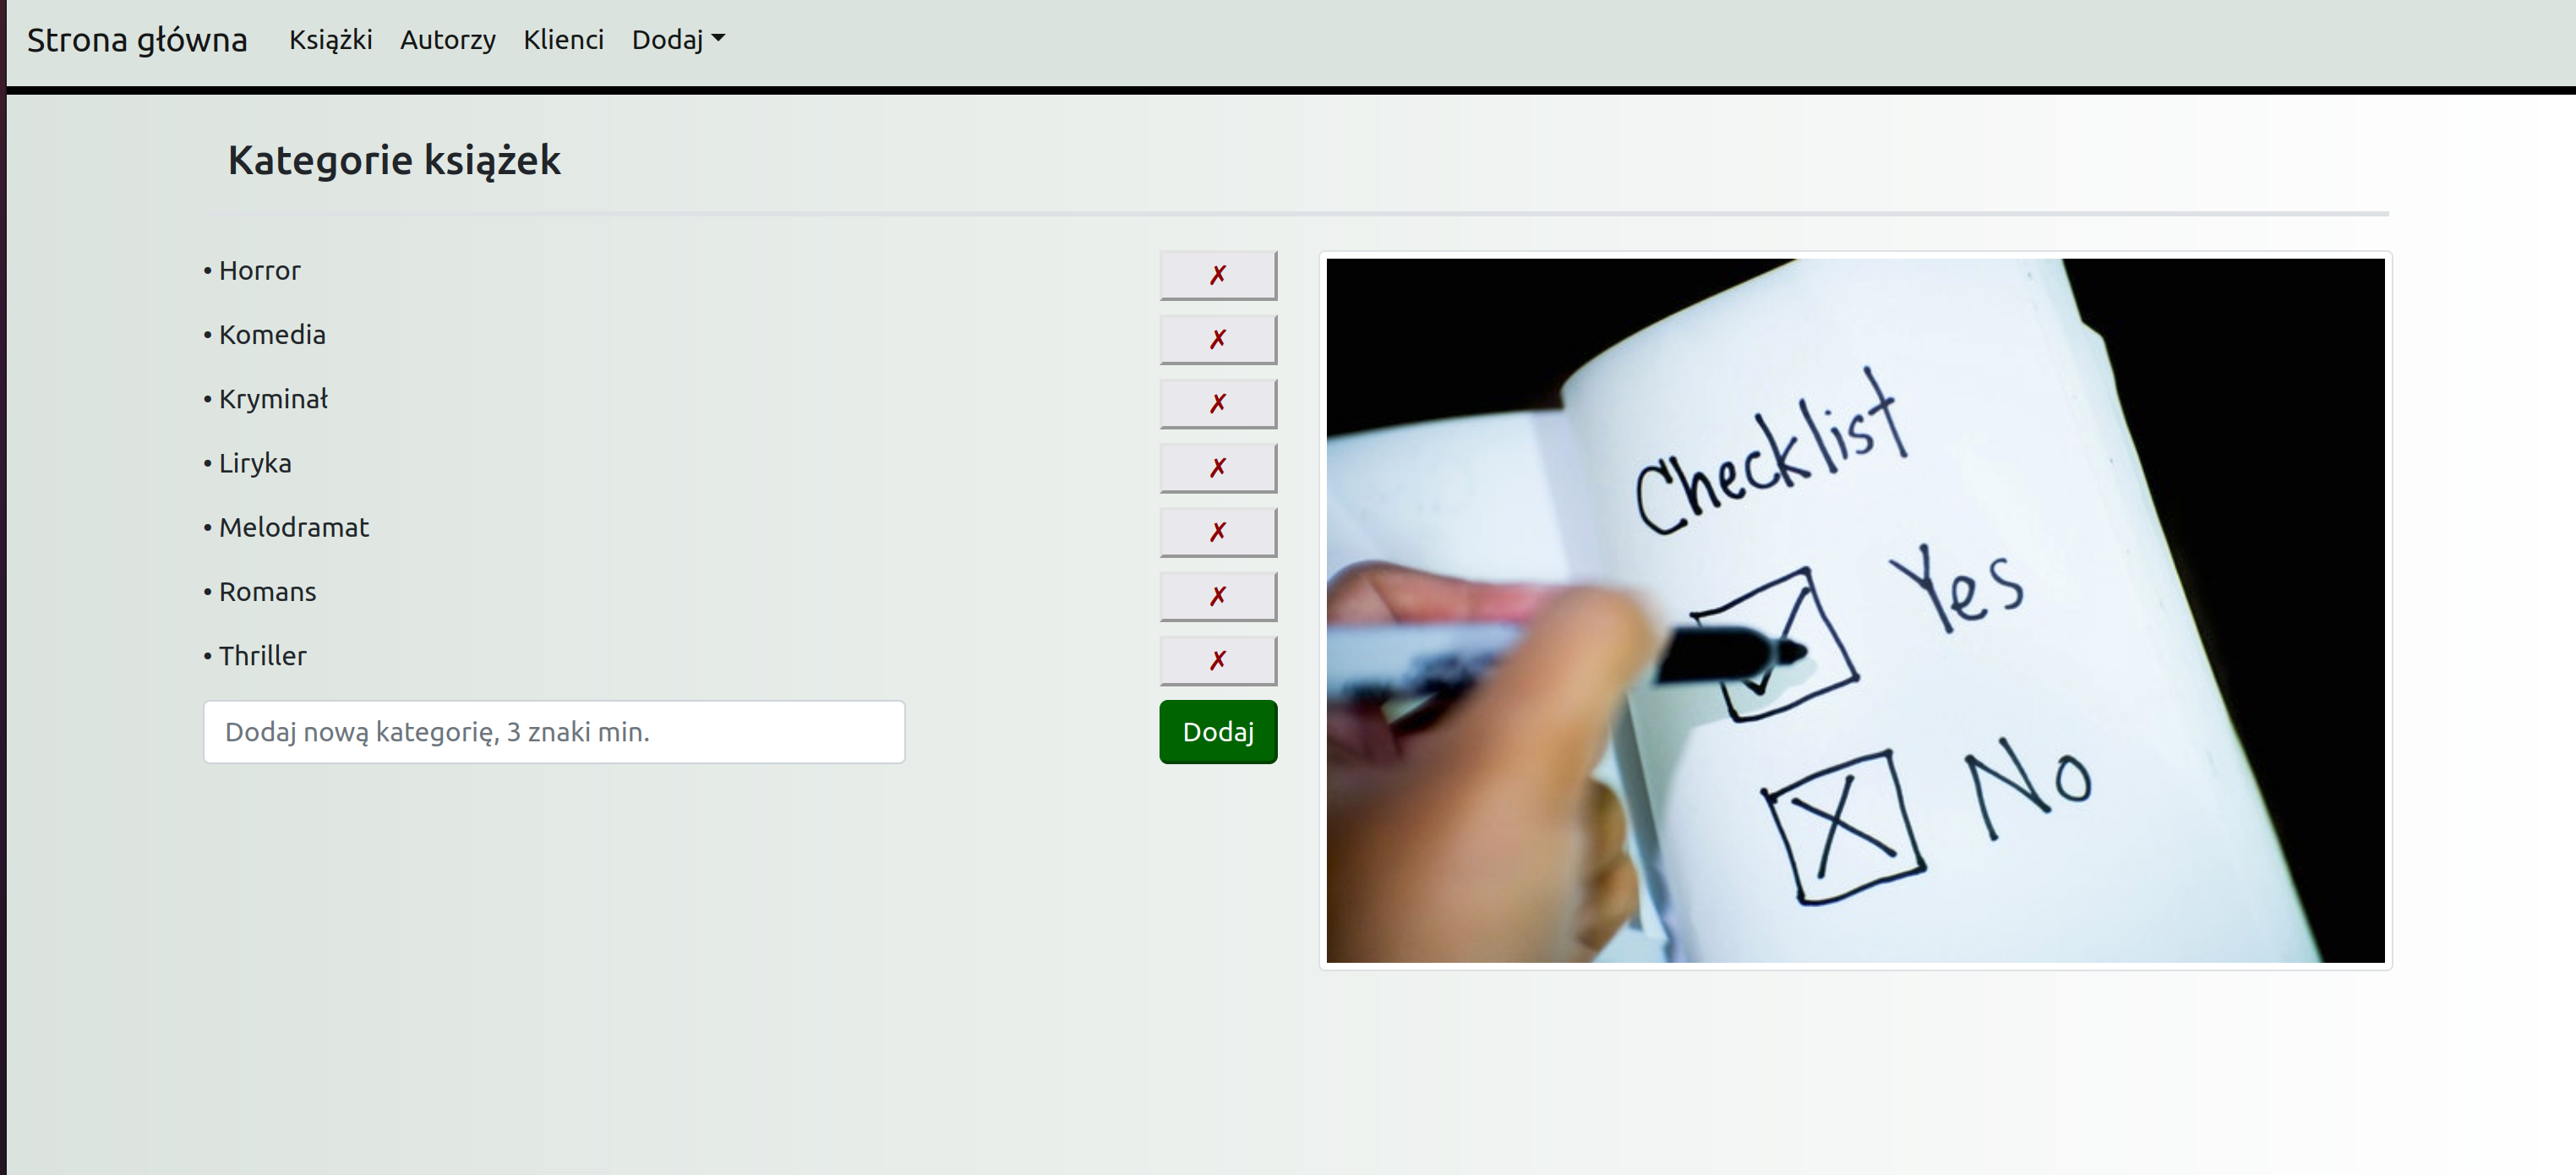 Strona główna Książki Autorzy Klienci Dodaj
Kategorie książek
• Horror ✗
• Komedia ✗
• Kryminał ✗
• Liryka ✗
• Melodramat ✗
• Romans ✗
• Thriller ✗
Dodaj nową kategorię, 3 znaki min. Dodaj
Checklist
Yes
No